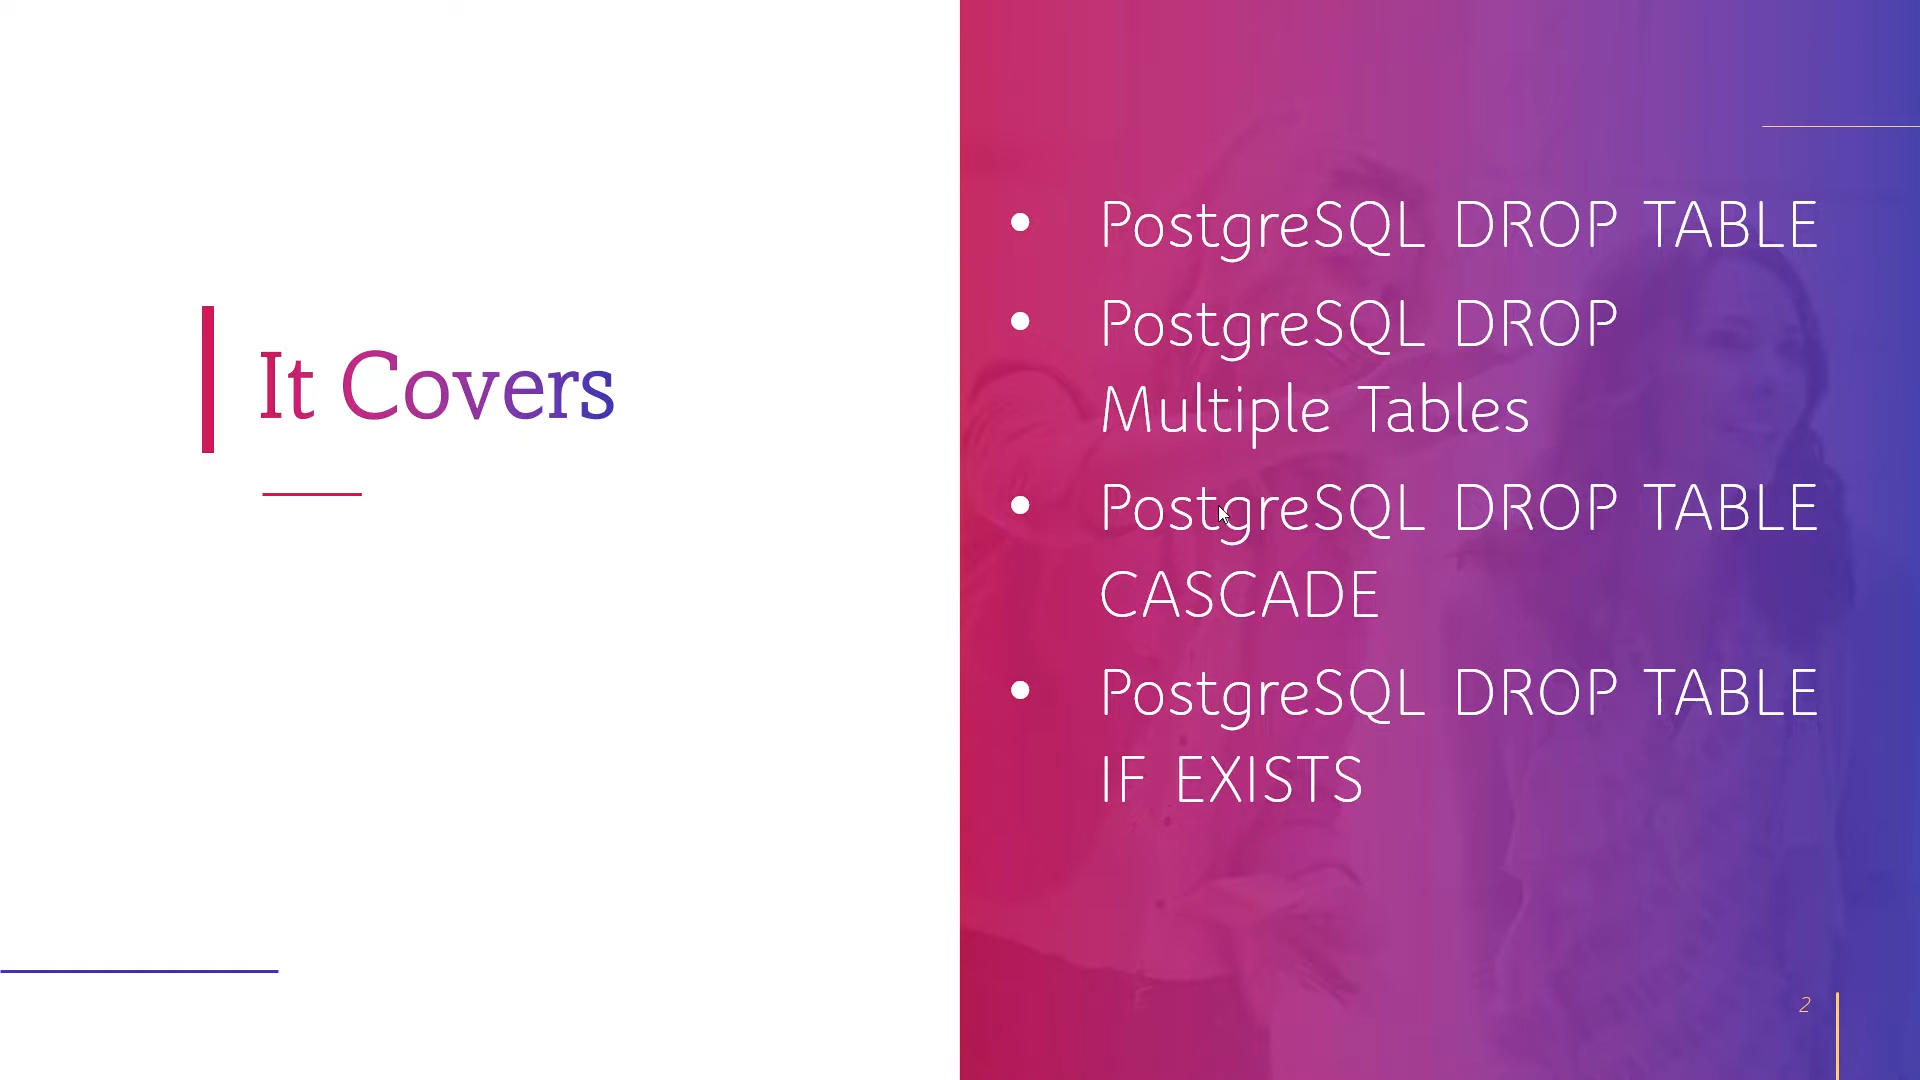 It Covers
• PostgreSQL DROP TABLE
• PostgreSQL DROP
Multiple Tables
• PostgreSQL DROP TABLE
CASCADE
• PostgreSQL DROP TABLE
IF EXISTS
2